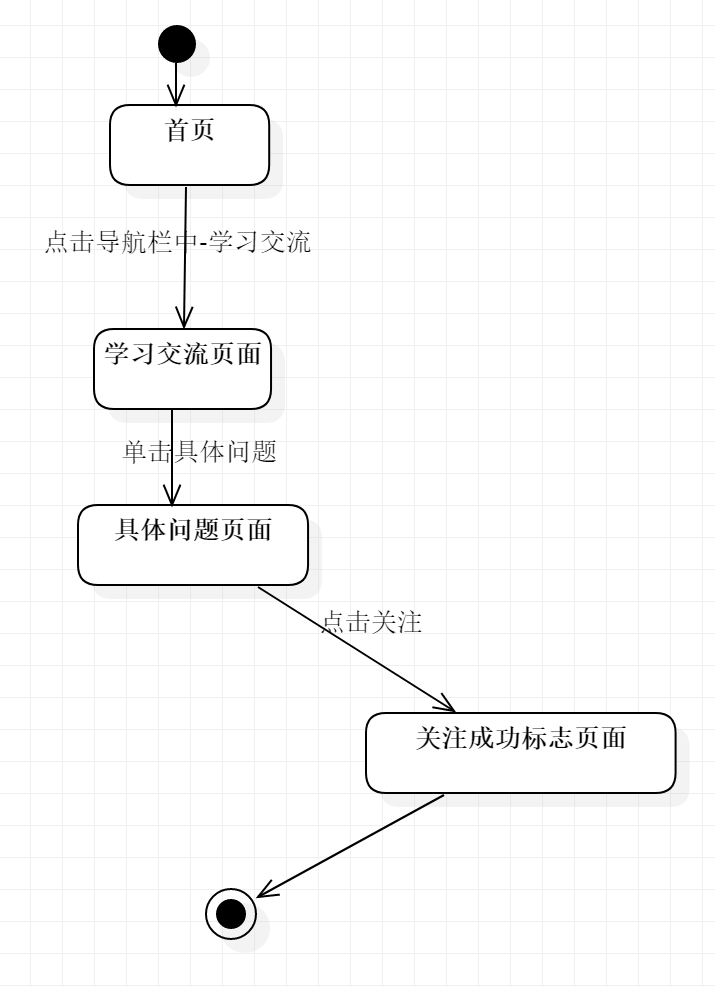 首页
点击导航栏中-学习交流
学习交流页面
单击具体问题
具体问题页面
点击关注
关注成功标志页面